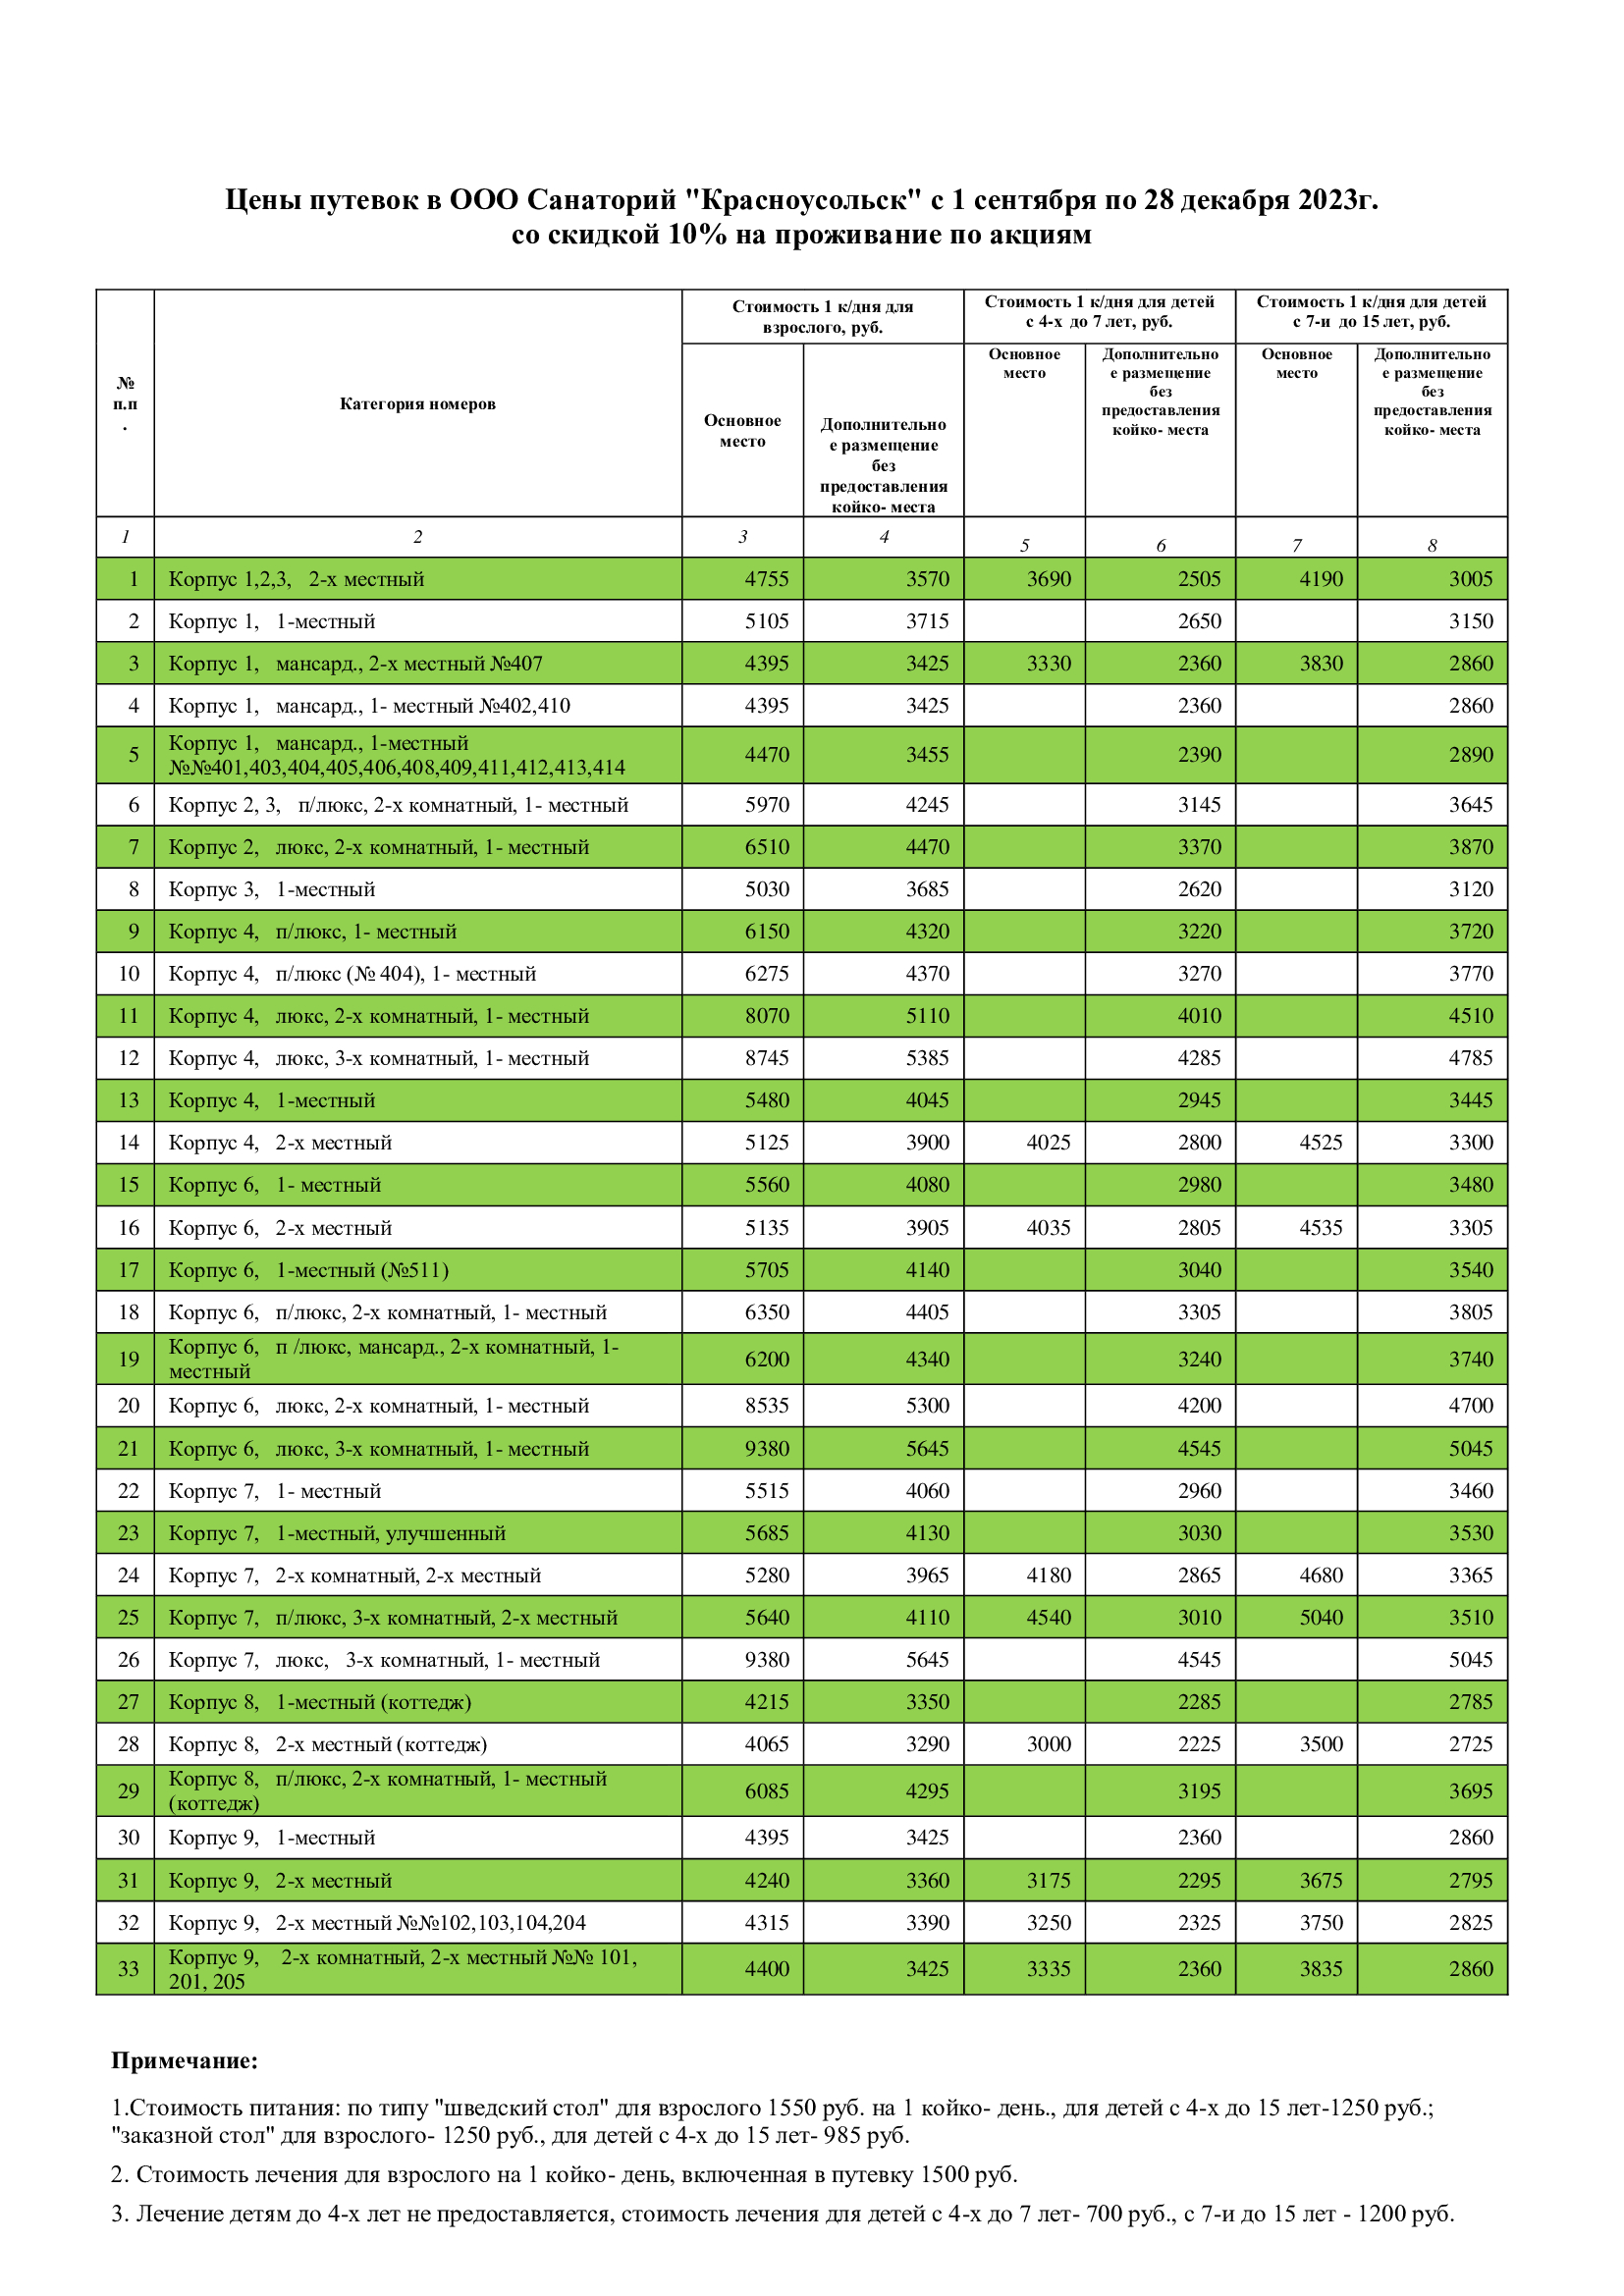 Цены путевок в ООО Санаторий "Красноусольск" с 1 сентября по 28 декабря 2023г.
со скидкой 10% на проживание по акциям
№ п.п . Категория номеров Стоимость 1 к/дня для взрослого, руб. Стоимость 1 к/дня для детей с 4-х до 7 лет, руб. Стоимость 1 к/дня для детей с 7-и до 15 лет, руб.
Основное место Дополнительно е размещение без предоставления койко- места Основное место Дополнительно е размещение без предоставления койко- места Основное место Дополнительно е размещение без предоставления койко- места
1 2 3 4 5 6 7 8
1 Корпус 1,2,3, 2-х местный 4755 3570 3690 2505 4190 3005
2 Корпус 1, 1-местный 5105 3715 2650 3150
3 Корпус 1, мансард., 2-х местный №407 4395 3425 3330 2360 3830 2860
4 Корпус 1, мансард., 1- местный №402,410 4395 3425 2360 2860
5 Корпус 1, мансард., 1-местный
№№401,403,404,405,406,408,409,411,412,413,414 4470 3455 2390 2890
6 Корпус 2, 3, п/люкс, 2-х комнатный, 1- местный 5970 4245 3145 3645
7 Корпус 2, люкс, 2-х комнатный, 1- местный 6510 4470 3370 3870
8 Корпус 3, 1-местный 5030 3685 2620 3120
9 Корпус 4, п/люкс, 1- местный 6150 4320 3220 3720
10 Корпус 4, п/люкс (№ 404), 1- местный 6275 4370 3270 3770
11 Корпус 4, люкс, 2-х комнатный, 1- местный 8070 5110 4010 4510
12 Корпус 4, люкс, 3-х комнатный, 1- местный 8745 5385 4285 4785
13 Корпус 4, 1-местный 5480 4045 2945 3445
14 Корпус 4, 2-х местный 5125 3900 4025 2800 4525 3300
15 Корпус 6, 1- местный 5560 4080 2980 3480
16 Корпус 6, 2-х местный 5135 3905 4035 2805 4535 3305
17 Корпус 6, 1-местный (№511) 5705 4140 3040 3540
18 Корпус 6, п/люкс, 2-х комнатный, 1- местный 6350 4405 3305 3805
19 Корпус 6, п /люкс, мансард., 2-х комнатный, 1-
местный 6200 4340 3240 3740
20 Корпус 6, люкс, 2-х комнатный, 1- местный 8535 5300 4200 4700
21 Корпус 6, люкс, 3-х комнатный, 1- местный 9380 5645 4545 5045
22 Корпус 7, 1- местный 5515 4060 2960 3460
23 Корпус 7, 1-местный, улучшенный 5685 4130 3030 3530
24 Корпус 7, 2-х комнатный, 2-х местный 5280 3965 4180 2865 4680 3365
25 Корпус 7, п/люкс, 3-х комнатный, 2-х местный 5640 4110 4540 3010 5040 3510
26 Корпус 7, люкс, 3-х комнатный, 1- местный 9380 5645 4545 5045
27 Корпус 8, 1-местный (коттедж) 4215 3350 2285 2785
28 Корпус 8, 2-х местный (коттедж) 4065 3290 3000 2225 3500 2725
29 Корпус 8, п/люкс, 2-х комнатный, 1- местный
(коттедж) 6085 4295 3195 3695
30 Корпус 9, 1-местный 4395 3425 2360 2860
31 Корпус 9, 2-х местный 4240 3360 3175 2295 3675 2795
32 Корпус 9, 2-х местный №№102,103,104,204 4315 3390 3250 2325 3750 2825
33 Корпус 9, 2-х комнатный, 2-х местный №№ 101,
201, 205 4400 3425 3335 2360 3835 2860
Примечание:
1.Стоимость питания: по типу "шведский стол" для взрослого 1550 руб. на 1 койко- день., для детей с 4-х до 15 лет-1250 руб.;
"заказной стол" для взрослого- 1250 руб., для детей с 4-х до 15 лет- 985 руб.
2. Стоимость лечения для взрослого на 1 койко- день, включенная в путевку 1500 руб.
3. Лечение детям до 4-х лет не предоставляется, стоимость лечения для детей с 4-х до 7 лет- 700 руб., с 7-и до 15 лет - 1200 руб.